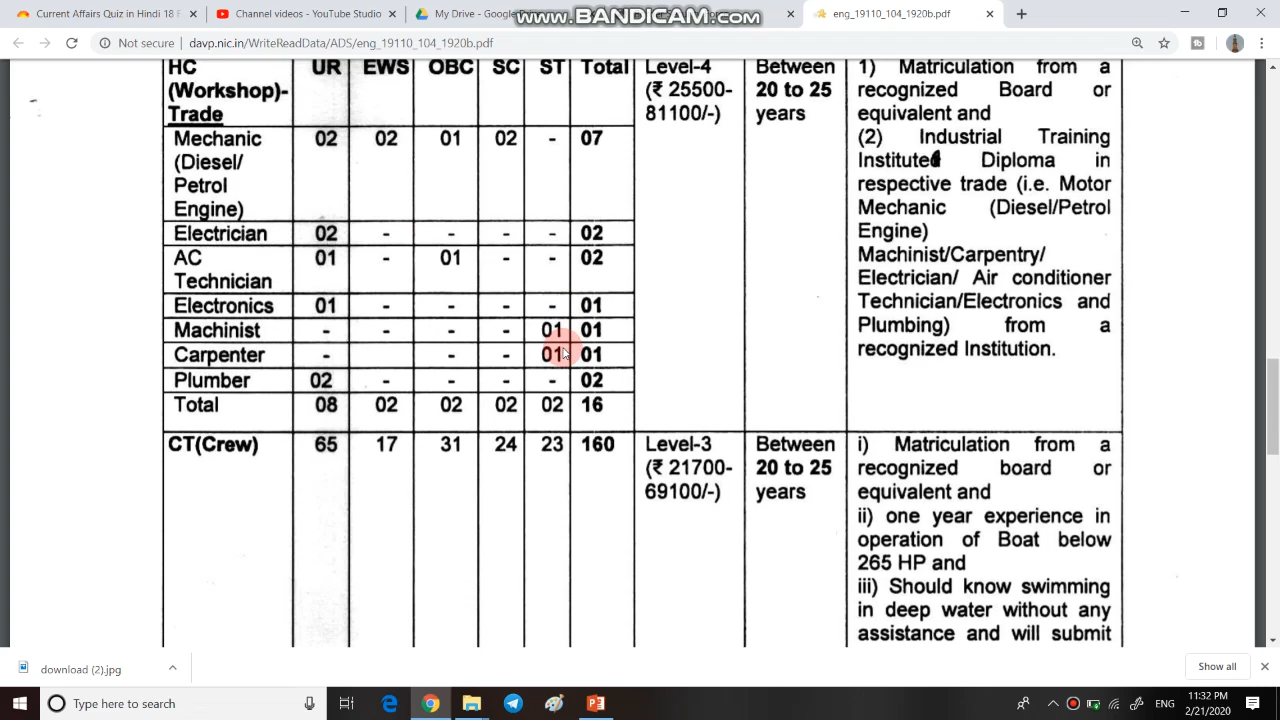 Current Affairs Quiz in Hindi 18 F
Channel videos - YouTube Studio
My Drive - Google
www.BANDICAM.com
eng_19110_104_1920b.pdf
Not secure
davp.nic.in/WriteReadData/ADS/eng_19110_104_1920b.pdf
HC (Workshop)- Trade
UR EWS OBC SC ST Total
Level-4 (₹ 25500- 81100/-)
Between 20 to 25 years
1) Matriculation from a
recognized Board or
equivalent and
(2) Industrial Training
Institute Diploma in
respective trade (i.e. Motor
Mechanic (Diesel/Petrol
Engine)
Machinist/Carpentry/
Electrician/ Air conditioner
Technician/Electronics and
Plumbing) from a
recognized Institution.
Mechanic (Diesel/ Petrol Engine) 02 02 01 02 - 07
Electrician 02 - - - - 02
AC Technician 01 - 01 - - 02
Electronics 01 - - - - 01
Machinist - - - - 01 01
Carpenter - - - 01 01
Plumber 02 - - - - 02
Total 08 02 02 02 02 16
CT(Crew) 65 17 31 24 23 160
Level-3 (₹ 21700- 69100/-)
Between 20 to 25 years
i) Matriculation from a
recognized board or
equivalent and
ii) one year experience in
operation of Boat below
265 HP and
iii) Should know swimming
in deep water without any
assistance and will submit
download (2).jpg
Show all
Type here to search
11:32 PM
2/21/2020